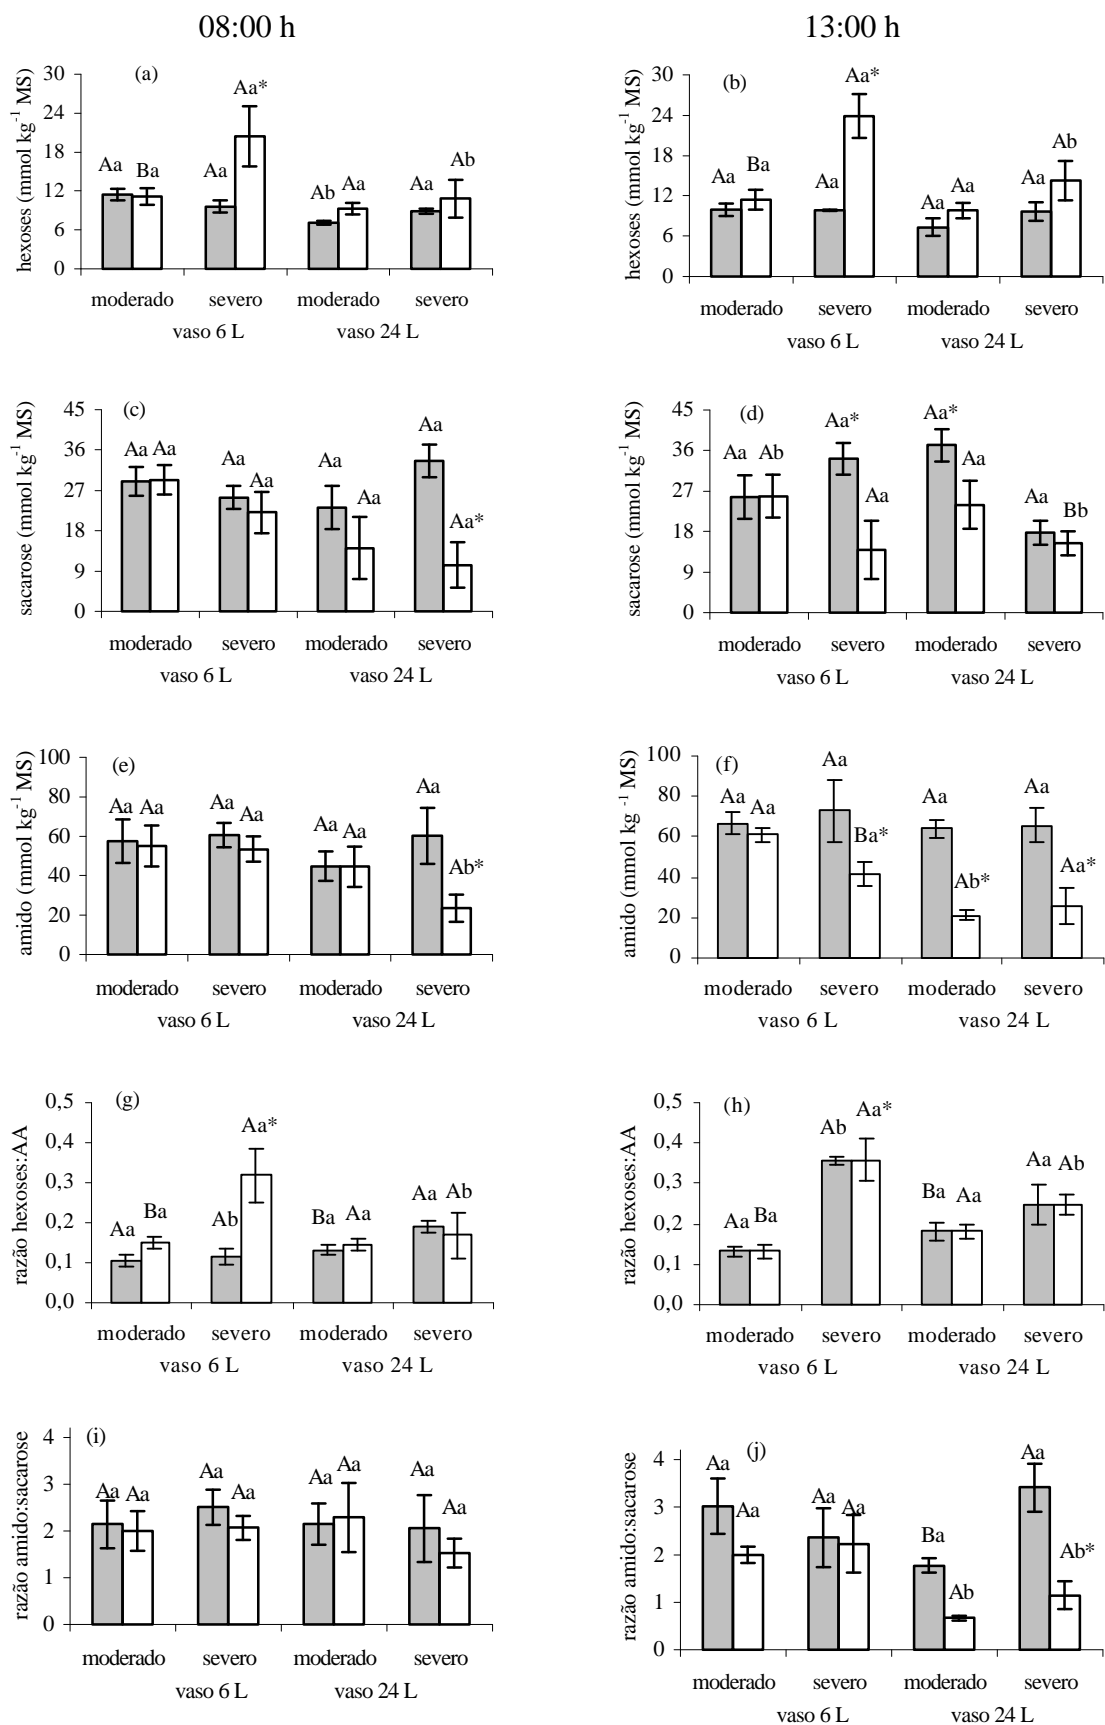 08:00 h
13:00 h
(a)
hexoses (mmol kg⁻¹ MS)
30
24
18
12
6
0
Aa Ba Aa Aa* Ab Aa Aa Ab
moderado severo moderado severo
vaso 6 L vaso 24 L
(b)
hexoses (mmol kg⁻¹ MS)
30
24
18
12
6
0
Aa Ba Aa Aa* Aa Aa Aa Ab
moderado severo moderado severo
vaso 6 L vaso 24 L
(c)
sacarose (mmol kg⁻¹ MS)
45
36
27
18
9
0
Aa Aa Aa Aa Aa Aa Aa Aa*
moderado severo moderado severo
vaso 6 L vaso 24 L
(d)
sacarose (mmol kg⁻¹ MS)
45
36
27
18
9
0
Aa Ab Aa* Aa Aa* Aa Aa Bb
moderado severo moderado severo
vaso 6 L vaso 24 L
(e)
amido (mmol kg⁻¹ MS)
100
80
60
40
20
0
Aa Aa Aa Aa Aa Aa Aa Ab*
moderado severo moderado severo
vaso 6 L vaso 24 L
(f)
amido (mmol kg ⁻¹ MS)
100
80
60
40
20
0
Aa Aa Aa Ba* Aa Ab* Aa Aa*
moderado severo moderado severo
vaso 6 L vaso 24 L
(g)
razão hexoses:AA
0,5
0,4
0,3
0,2
0,1
0,0
Aa Ba Ab Aa* Ba Aa Aa Ab
moderado severo moderado severo
vaso 6 L vaso 24 L
(h)
razão hexoses:AA
0,5
0,4
0,3
0,2
0,1
0,0
Aa Ba Ab Aa* Ba Aa Aa Ab
moderado severo moderado severo
vaso 6 L vaso 24 L
(i)
razão amido:sacarose
4
3
2
1
0
Aa Aa Aa Aa Aa Aa Aa Aa
moderado severo moderado severo
vaso 6 L vaso 24 L
(j)
razão amido:sacarose
4
3
2
1
0
Aa Aa Aa Aa Ba Ab Aa Ab*
moderado severo moderado severo
vaso 6 L vaso 24 L